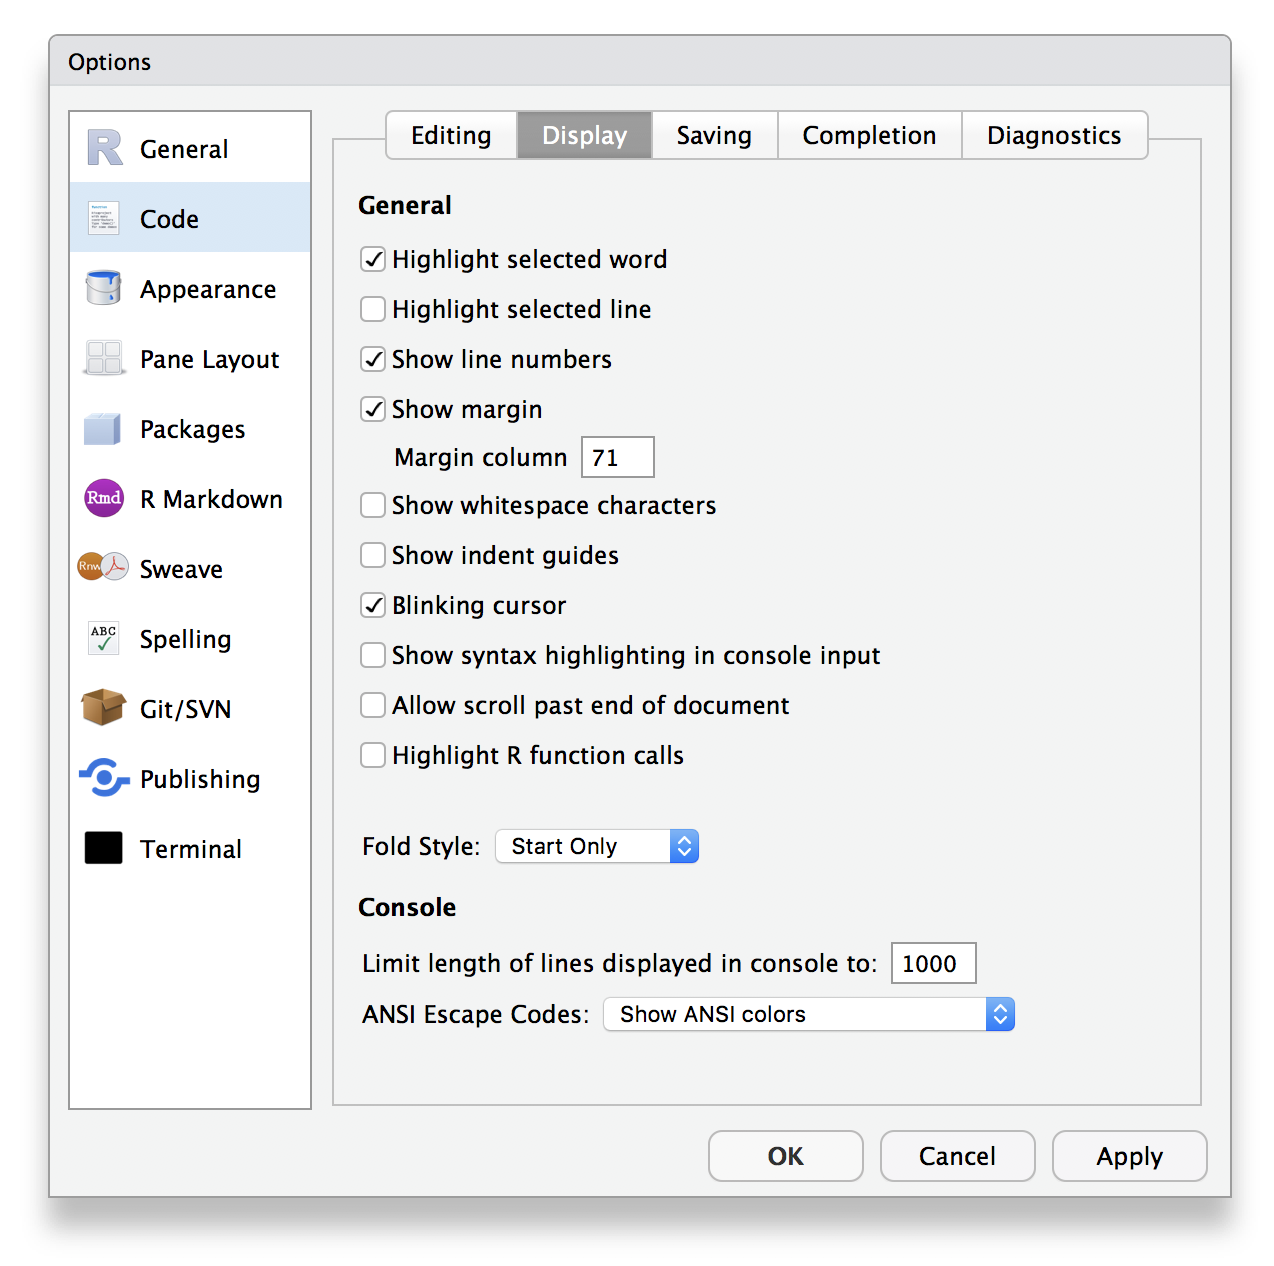 Options
General
Code
Appearance
Pane Layout
Packages
Rmd R Markdown
Rnw Sweave
ABC Spelling
Git/SVN
Publishing
Terminal
Editing Display Saving Completion Diagnostics
General
Highlight selected word
Highlight selected line
Show line numbers
Show margin
Margin column 71
Show whitespace characters
Show indent guides
Blinking cursor
Show syntax highlighting in console input
Allow scroll past end of document
Highlight R function calls
Fold Style: Start Only
Console
Limit length of lines displayed in console to: 1000
ANSI Escape Codes: Show ANSI colors
OK Cancel Apply